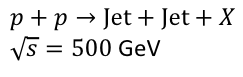 p + p → Jet + Jet + X
√s = 500 GeV